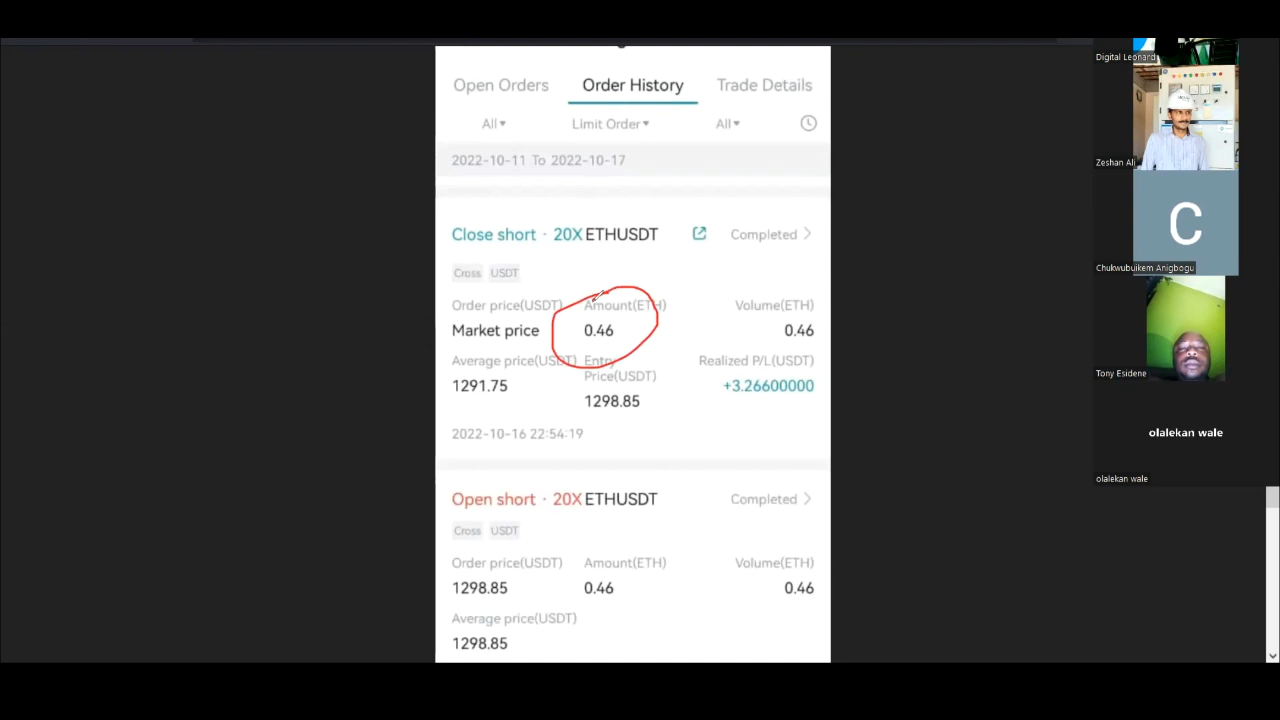 Open Orders Order History Trade Details
All Limit Order All
2022-10-11 To 2022-10-17
Close short · 20X ETHUSDT Completed
Cross USDT
Order price(USDT) Amount(ETH) Volume(ETH)
Market price 0.46 0.46
Average price(USDT) Entry Price(USDT) Realized P/L(USDT)
1291.75 1298.85 +3.26600000
2022-10-16 22:54:19
Open short · 20X ETHUSDT Completed
Cross USDT
Order price(USDT) Amount(ETH) Volume(ETH)
1298.85 0.46 0.46
Average price(USDT)
1298.85
Digital Leonard
Zeshan Ali
C
Chukwubuikem Anigbogu
Tony Esidene
olalekan wale
olalekan wale